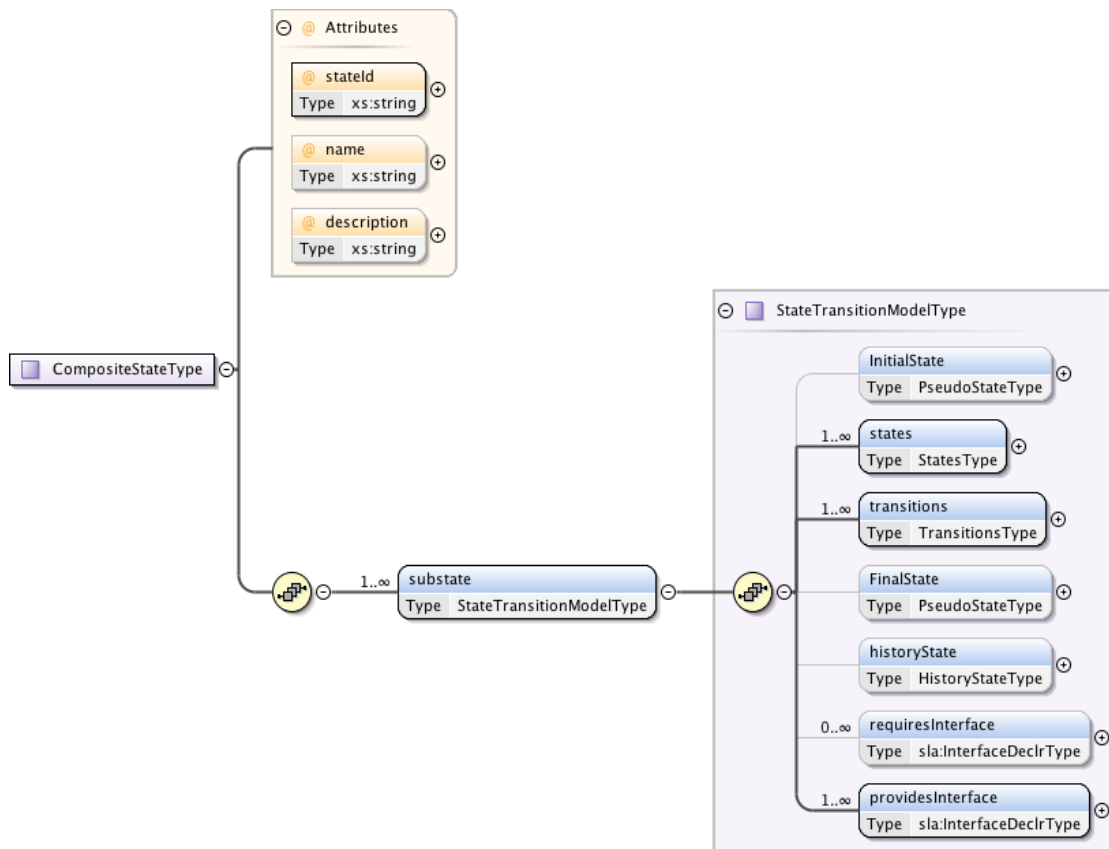 @ Attributes
@ stateId
Type xs:string
@ name
Type xs:string
@ description
Type xs:string
CompositeStateType
1..∞ substate
Type StateTransitionModelType
StateTransitionModelType
InitialState
Type PseudoStateType
1..∞ states
Type StatesType
1..∞ transitions
Type TransitionsType
FinalState
Type PseudoStateType
historyState
Type HistoryStateType
0..∞ requiresInterface
Type sla:InterfaceDeclrType
1..∞ providesInterface
Type sla:InterfaceDeclrType